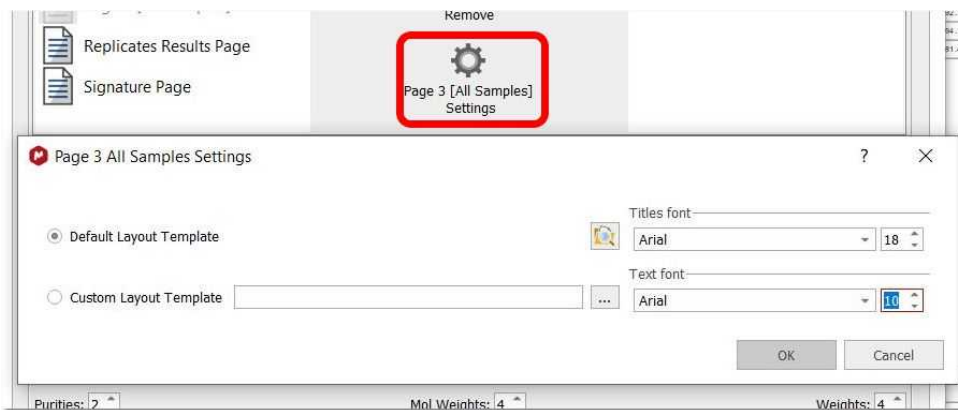 Remove
Replicates Results Page
Signature Page
Page 3 [All Samples]
Settings
Page 3 All Samples Settings
? X
Titles font
Default Layout Template
Arial 18
Text font
Custom Layout Template ... Arial 10
OK Cancel
Purities: 2 Mol Weights: 4 Weights: 4